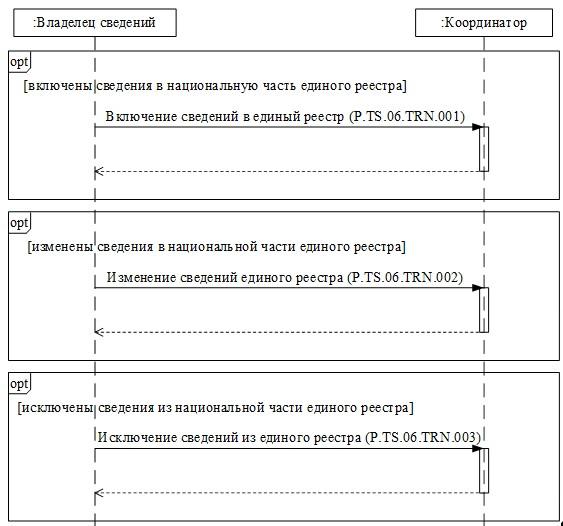 :Владелец сведений
:Координатор
opt
[включены сведения в национальную часть единого реестра]
Включение сведений в единый реестр (P.TS.06.TRN.001)
opt
[изменены сведения в национальной части единого реестра]
Изменение сведений единого реестра (P.TS.06.TRN.002)
opt
[исключены сведения из национальной части единого реестра]
Исключение сведений из единого реестра (P.TS.06.TRN.003)